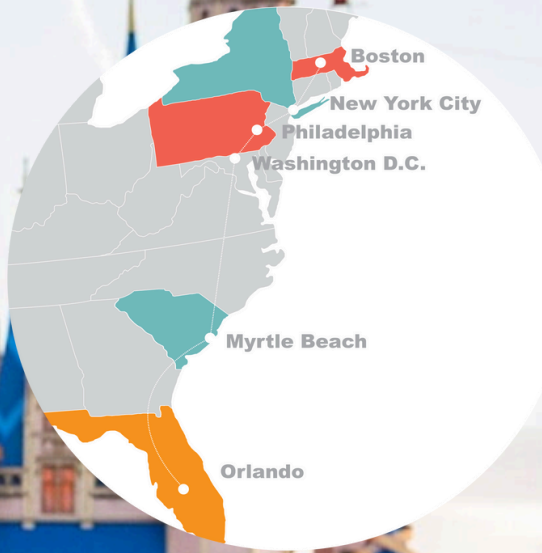 Boston
New York City
Philadelphia
Washington D.C.
Myrtle Beach
Orlando